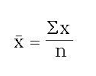 x̄ = Σx / n